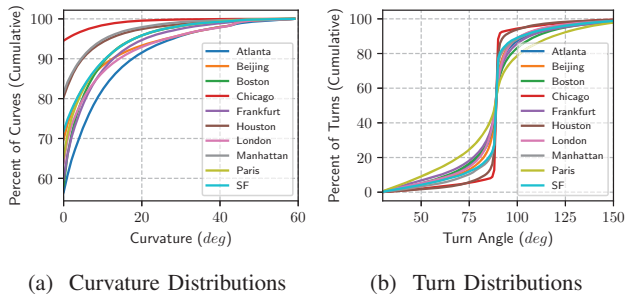 Percent of Curves (Cumulative)
100
90
80
70
60
0
20
40
60
Curvature (deg)
Atlanta
Beijing
Boston
Chicago
Frankfurt
Houston
London
Manhattan
Paris
SF
(a) Curvature Distributions
Percent of Turns (Cumulative)
100
80
60
40
20
0
50
75
100
125
150
Turn Angle (deg)
Atlanta
Beijing
Boston
Chicago
Frankfurt
Houston
London
Manhattan
Paris
SF
(b) Turn Distributions